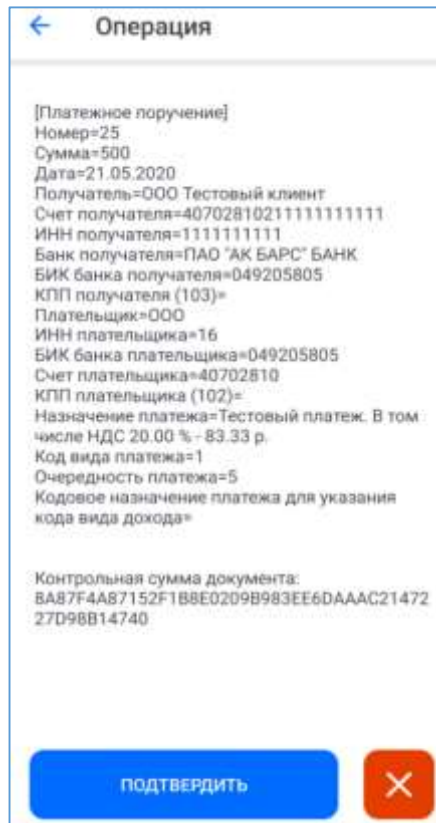 Операция
[Платежное поручение]
Номер=25
Сумма=500
Дата=21.05.2020
Получатель=ООО Тестовый клиент
Счет получателя=40702810211111111111
ИНН получателя=1111111111
Банк получателя=ПАО "АК БАРС" БАНК
БИК банка получателя=049205805
КПП получателя (103)=
Плательщик=ООО
ИНН плательщика=16
БИК банка плательщика=049205805
Счет плательщика=40702810
КПП плательщика (102)=
Назначение платежа=Тестовый платеж. В том
числе НДС 20.00 % - 83.33 р.
Код вида платежа=1
Очередность платежа=5
Кодовое назначение платежа для указания
кода вида дохода=
Контрольная сумма документа:
8A87F4A87152F1B8E0209B983EE6DAAAC21472
27D98B14740
ПОДТВЕРДИТЬ